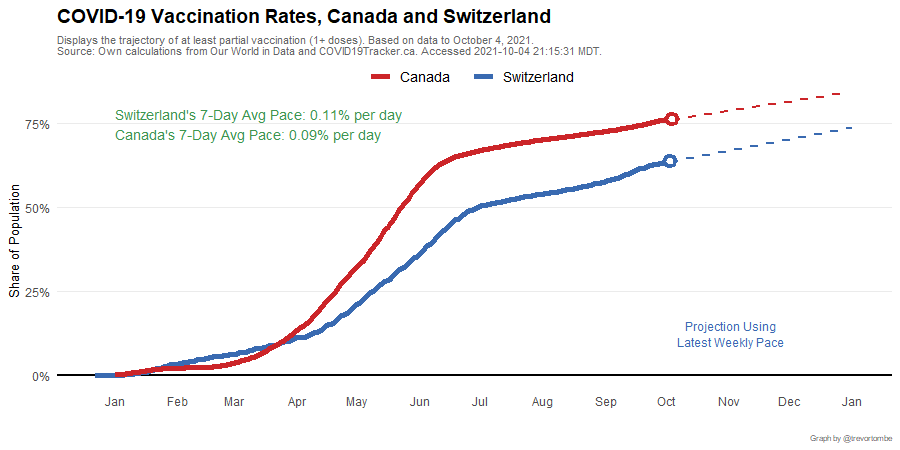 COVID-19 Vaccination Rates, Canada and Switzerland
Displays the trajectory of at least partial vaccination (1+ doses). Based on data to October 4, 2021.
Source: Own calculations from Our World in Data and COVID19Tracker.ca. Accessed 2021-10-04 21:15:31 MDT.
Canada Switzerland
Switzerland's 7-Day Avg Pace: 0.11% per day
Canada's 7-Day Avg Pace: 0.09% per day
75%
50%
25%
0%
Share of Population
Projection Using
Latest Weekly Pace
Jan Feb Mar Apr May Jun Jul Aug Sep Oct Nov Dec Jan
Graph by @trevortombe